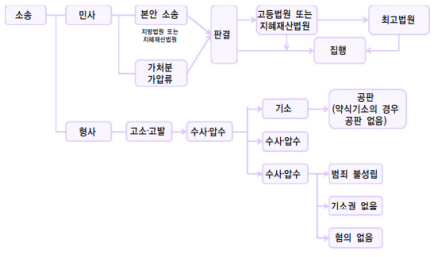 소송
민사
본안 소송
지방법원 또는
지혜재산법원
가처분
가압류
판결
고등법원 또는
지혜재산법원
최고법원
집행
형사
고소·고발
수사·압수
기소
공판
(약식기소의 경우
공판 없음)
수사·압수
수사·압수
범죄 불성립
기소권 없음
혐의 없음